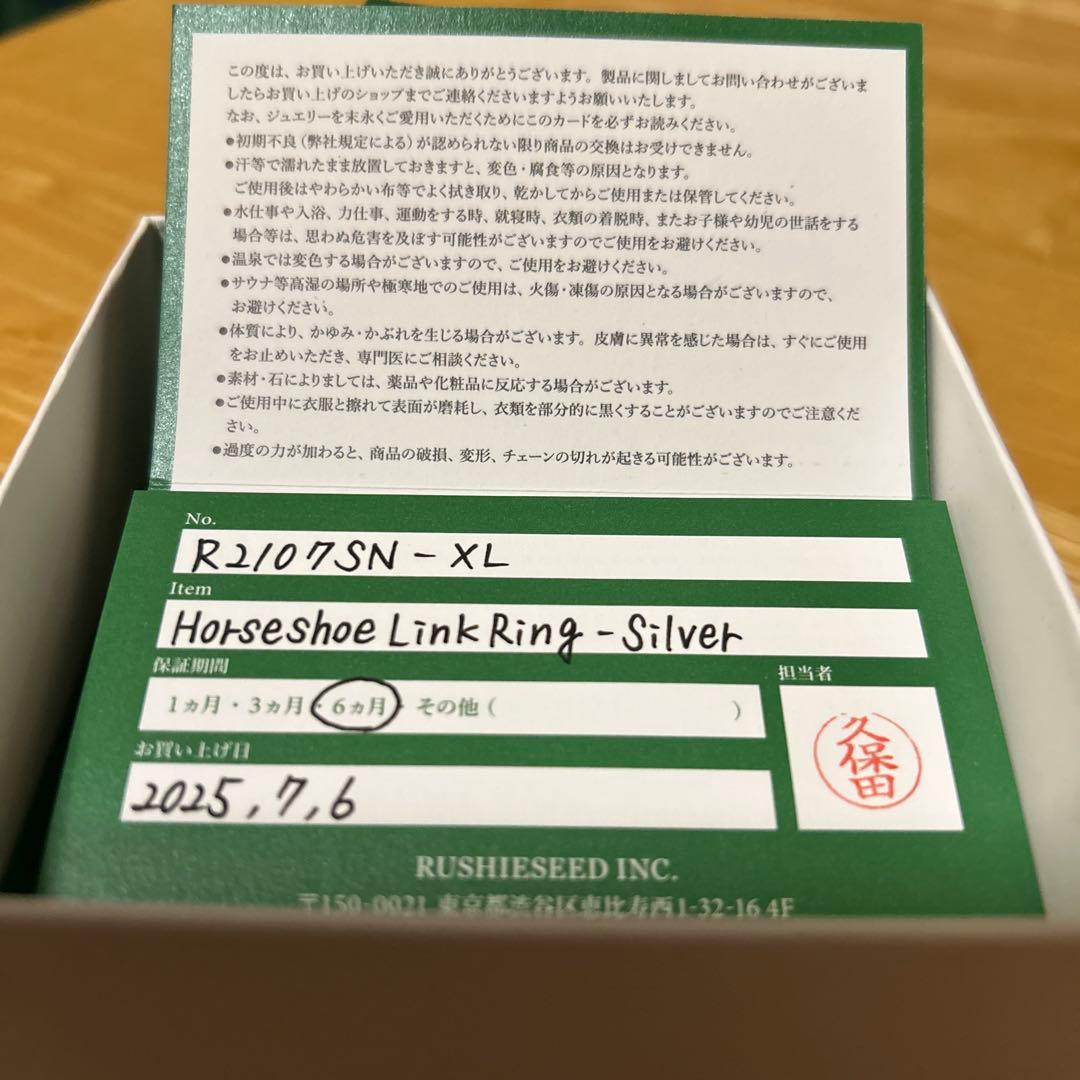 この度は、お買い上げいただき誠にありがとうございます。製品に関しましてお問い合わせがございま
したらお買い上げのショップまでご連絡くださいますようお願いいたします。
なお、ジュエリーを末永くご愛用いただくためにこのカードを必ずお読みください。
●初期不良（弊社規定による）が認められない限り商品の交換はお受けできません。
●汗等で濡れたまま放置しておきますと、変色・腐食等の原因となります。
ご使用後はやわらかい布等でよく拭き取り、乾かしてからご使用または保管してください。
●水仕事や入浴、力仕事、運動をする時、就寝時、衣類の着脱時、またお子様や幼児の世話をする
場合等は、思わぬ危害を及ぼす可能性がございますのでご使用をお避けください。
●温泉では変色する場合がございますので、ご使用をお避けください。
●サウナ等高湿の場所や極寒地でのご使用は、火傷・凍傷の原因となる場合がございますので、
お避けください。
●体質により、かゆみ・かぶれを生じる場合がございます。皮膚に異常を感じた場合は、すぐにご使用
をお止めいただき、専門医にご相談ください。
●素材・石によりましては、薬品や化粧品に反応する場合がございます。
●ご使用中に衣服と擦れて表面が磨耗し、衣類を部分的に黒くすることがございますのでご注意くだ
さい。
●過度の力が加わると、商品の破損、変形、チェーンの切れが起きる可能性がございます。
No.
R2107SN-XL
Item
Horseshoe Link Ring-Silver
保証期間
1ヵ月・3ヵ月・6ヵ月・その他（ ）
担当者
久保田
お買い上げ日
2025,7,6
RUSHIESEED INC.
〒150-0021 東京都渋谷区恵比寿西1-32-16 4F